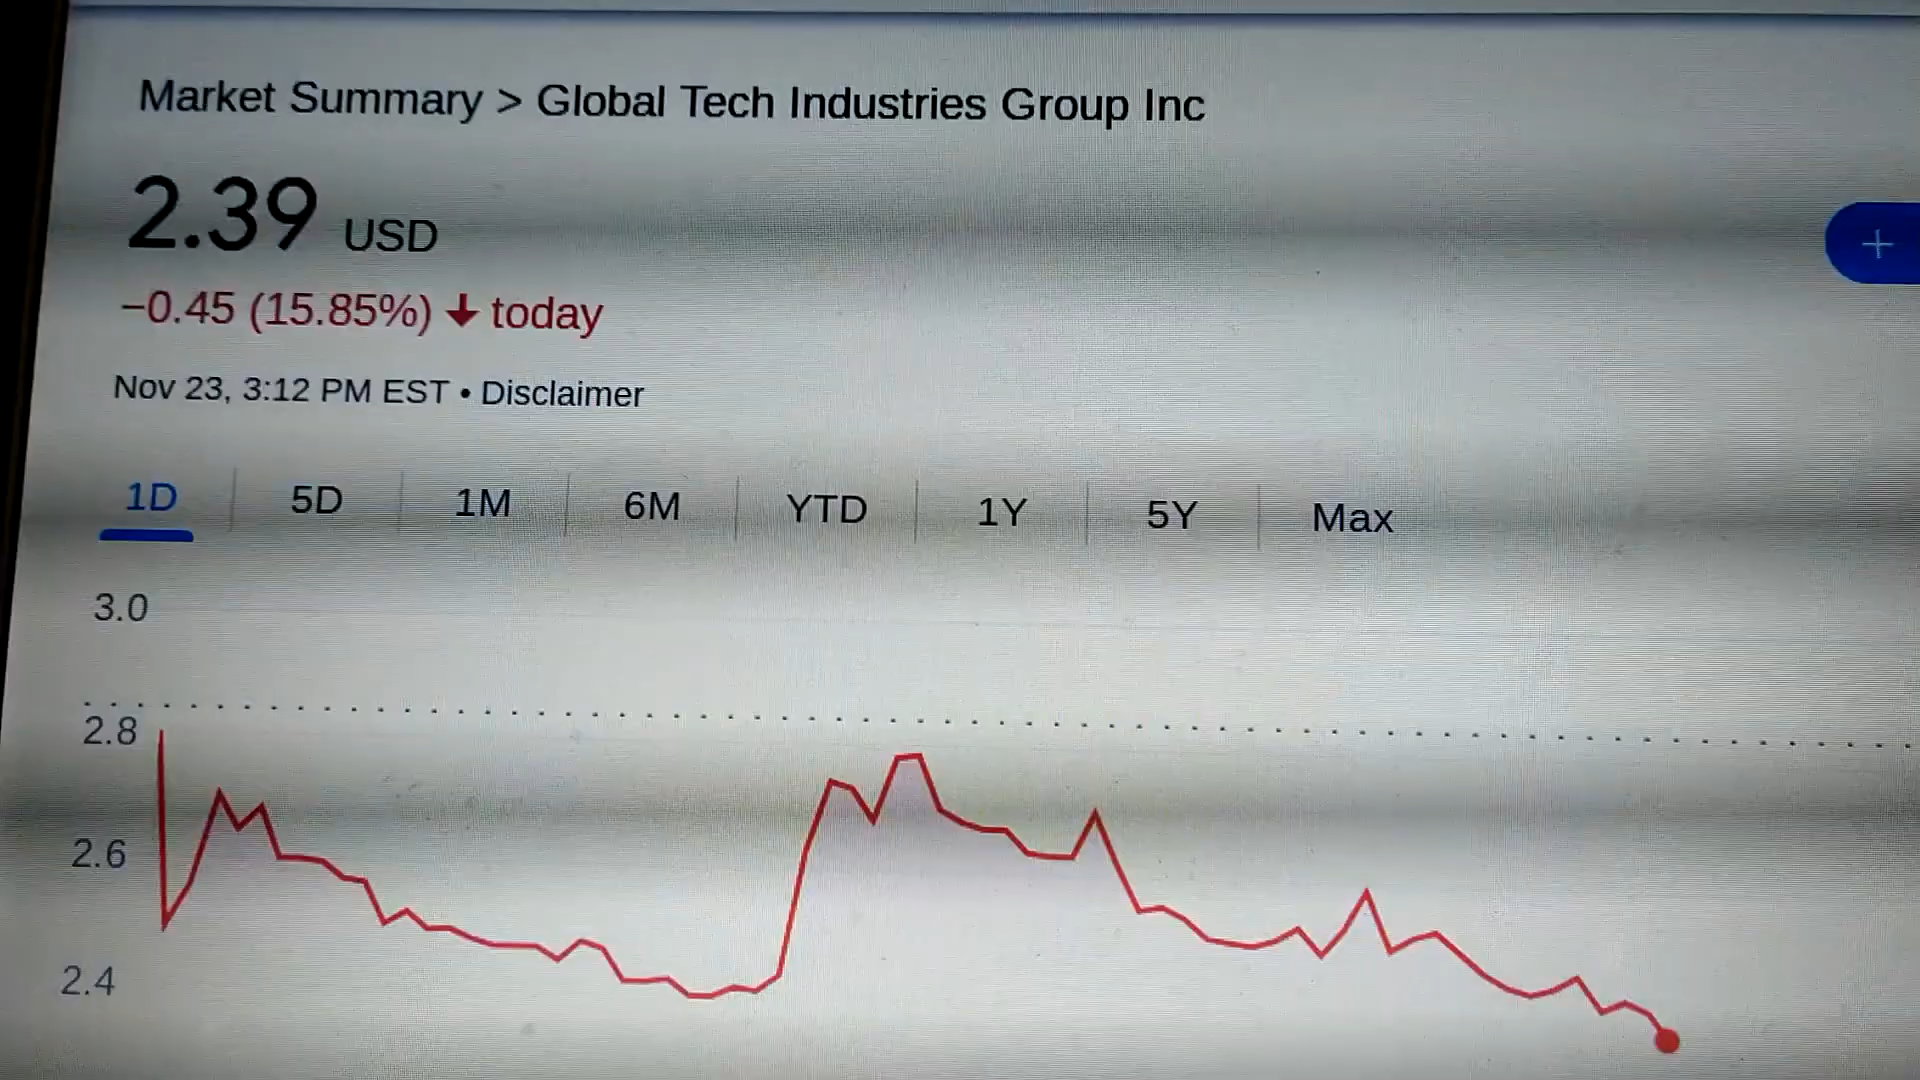 Market Summary > Global Tech Industries Group Inc
2.39 USD
−0.45 (15.85%) ↓ today
Nov 23, 3:12 PM EST • Disclaimer
1D 5D 1M 6M YTD 1Y 5Y Max
3.0
2.8
2.6
2.4